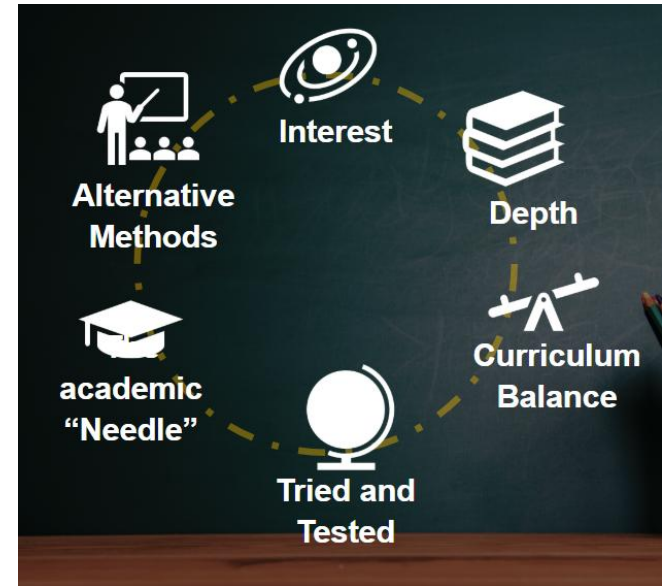 Interest
Depth
Curriculum
Balance
Tried and
Tested
academic
“Needle”
Alternative
Methods